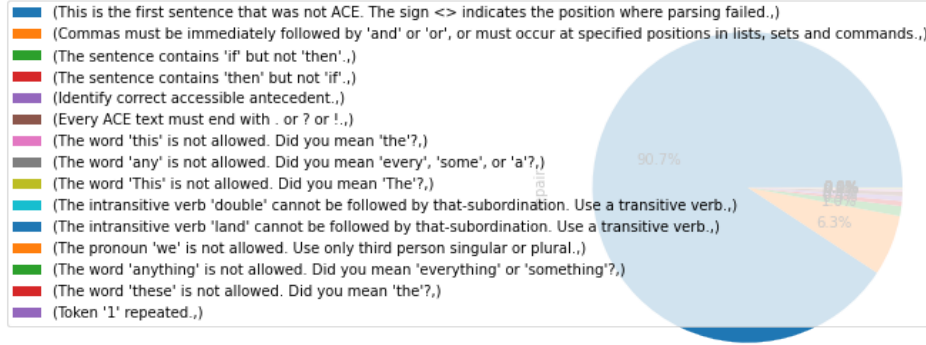 (This is the first sentence that was not ACE. The sign <> indicates the position where parsing failed.,)
(Commas must be immediately followed by 'and' or 'or', or must occur at specified positions in lists, sets and commands.,)
(The sentence contains 'if' but not 'then'.,)
(The sentence contains 'then' but not 'if'.,)
(Identify correct accessible antecedent.,)
(Every ACE text must end with . or ? or !.,)
(The word 'this' is not allowed. Did you mean 'the'?,)
(The word 'any' is not allowed. Did you mean 'every', 'some', or 'a'?,)
(The word 'This' is not allowed. Did you mean 'The'?,)
(The intransitive verb 'double' cannot be followed by that-subordination. Use a transitive verb.,)
(The intransitive verb 'land' cannot be followed by that-subordination. Use a transitive verb.,)
(The pronoun 'we' is not allowed. Use only third person singular or plural.,)
(The word 'anything' is not allowed. Did you mean 'everything' or 'something'?,)
(The word 'these' is not allowed. Did you mean 'the'?,)
(Token '1' repeated.,)
90.7%
6.3%